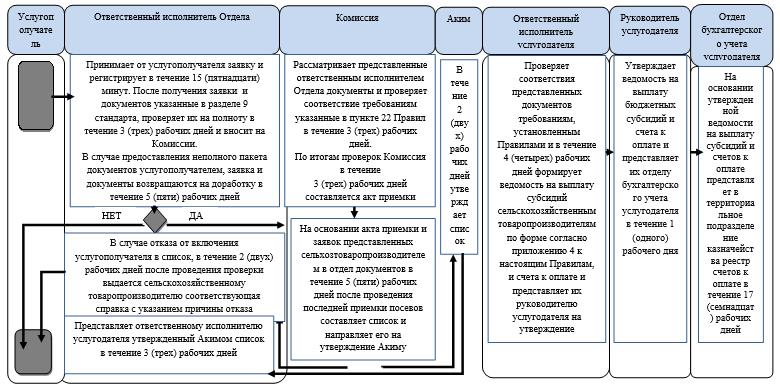 Услугоп
олучате
ль
Ответственный исполнитель Отдела
Комиссия
Аким
Ответственный
исполнитель
услугодателя
Руководитель
услугодателя
Отдел
бухгалтерског
о учета
услугодателя
Принимает от услугополучателя заявку и
регистрирует в течение 15 (пятнадцати)
минут. После получения заявки и
документов указанные в разделе 9
стандарта, проверяет их на полноту в
течение 3 (трех) рабочих дней и вносит на
Комиссии.
В случае предоставления неполного пакета
документов услугополучателем, заявка и
документы возвращаются на доработку в
течение 5 (пяти) рабочих дней
НЕТ
ДА
В случае отказа от включения
услугополучателя в список, в течение 2 (двух)
рабочих дней после проведения проверки
выдается сельскохозяйственному
товаропроизводителю соответствующая
справка с указанием причины отказа
Представляет ответственному исполнителю
услугодателя утвержденный Акимом список
в течение 3 (трех) рабочих дней
Рассматривает представленные
ответственным исполнителем
Отдела документы и проверяет
соответствие требованиям
указанные в пункте 22 Правил
в течение 3 (трех) рабочих
дней.
По итогам проверок Комиссия
в течение
3 (трех) рабочих дней
составляется акт приемки
На основании акта приемки и
заявок представленных
сельхозтоваропроизводителе
м в отдел документов в
течение 5 (пяти) рабочих
дней после проведения
последней приемки посевов
составляет список и
направляет его на
утверждение Акиму
В
тече
ние
2
(дву
х)
рабо
чих
дней
утве
ржд
ает
спис
ок
Проверяет
соответствия
представленных
документов
требованиям,
установленным
Правилами и в течение
4 (четырех) рабочих
дней формирует
ведомость на выплату
субсидий
сельскохозяйственным
товаропроизводителям
по форме согласно
приложению 4 к
настоящим Правилам,
и счета к оплате и
представляет их
руководителю
услугодателя на
утверждение
Утверждает
ведомость на
выплату
бюджетных
субсидий и
счета к
оплате и
представляет
их отделу
бухгалтерско
го учета
услугодателя
в течение 1
(одного)
рабочего дня
На
основании
утвержден
ной
ведомости
на выплату
субсидий и
счетов к
оплате
представля
ет в
территориа
льное
подразделе
ние
казначейст
ва реестр
счетов к
оплате в
течение 17
(семнадцат
) рабочих
дней